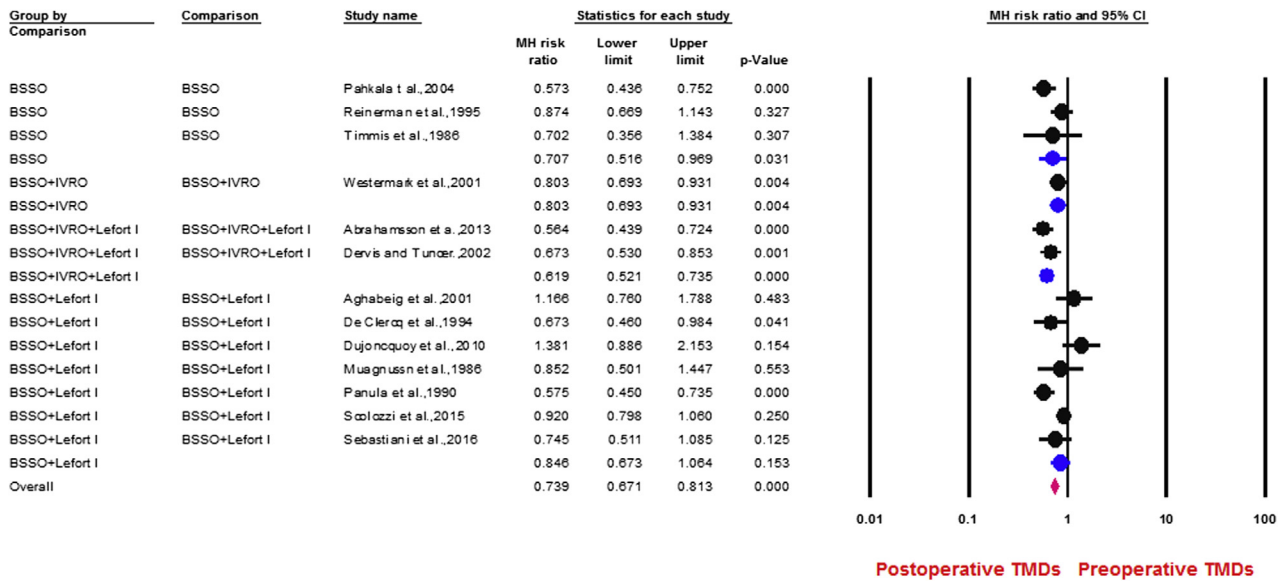 Group by Comparison Study name Statistics for each study MH risk ratio and 95% CI
Comparison
MH risk Lower Upper
ratio limit limit p-Value
BSSO BSSO Pahkala t al.,2004 0.573 0.436 0.752 0.000
BSSO BSSO Reinerman et al.,1995 0.874 0.669 1.143 0.327
BSSO BSSO Timmis et al.,1986 0.702 0.356 1.384 0.307
BSSO 0.707 0.516 0.969 0.031
BSSO+IVRO BSSO+IVRO Westermark et al.,2001 0.803 0.693 0.931 0.004
BSSO+IVRO 0.803 0.693 0.931 0.004
BSSO+IVRO+Lefort I BSSO+IVRO+Lefort I Abrahamsson et a.,2013 0.564 0.439 0.724 0.000
BSSO+IVRO+Lefort I BSSO+IVRO+Lefort I Dervis and Tuncer.,2002 0.673 0.530 0.853 0.001
BSSO+IVRO+Lefort I 0.619 0.521 0.735 0.000
BSSO+Lefort I BSSO+Lefort I Aghabeig et al.,2001 1.166 0.760 1.788 0.483
BSSO+Lefort I BSSO+Lefort I De Clercq et al.,1994 0.673 0.460 0.984 0.041
BSSO+Lefort I BSSO+Lefort I Dujoncquoy et al.,2010 1.381 0.886 2.153 0.154
BSSO+Lefort I BSSO+Lefort I Muagnussn et al.,1986 0.852 0.501 1.447 0.553
BSSO+Lefort I BSSO+Lefort I Panula et al.,1990 0.575 0.450 0.735 0.000
BSSO+Lefort I BSSO+Lefort I Scolozzi et al.,2015 0.920 0.798 1.060 0.250
BSSO+Lefort I BSSO+Lefort I Sebastiani et al.,2016 0.745 0.511 1.085 0.125
BSSO+Lefort I 0.846 0.673 1.064 0.153
Overall 0.739 0.671 0.813 0.000
0.01 0.1 1 10 100
Postoperative TMDs Preoperative TMDs